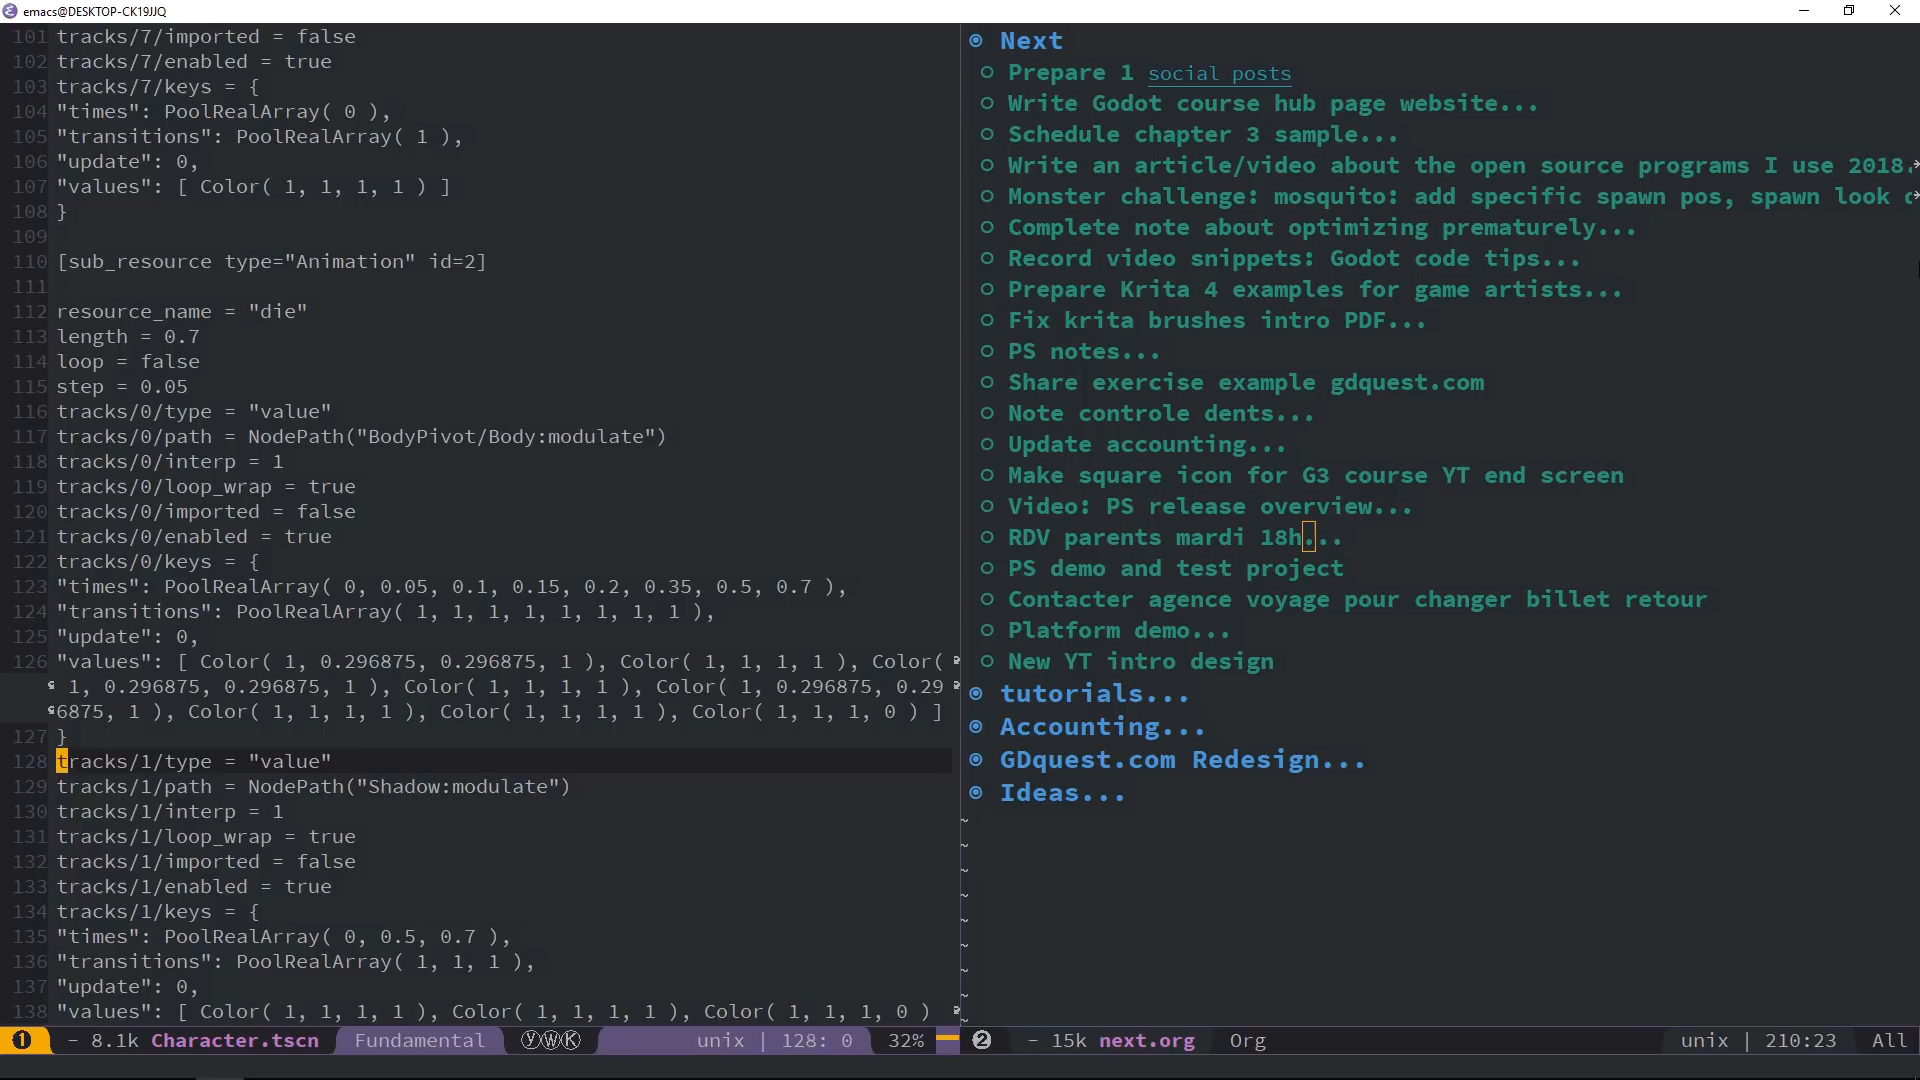 emacs@DESKTOP-CK19JJQ
101 tracks/7/imported = false
102 tracks/7/enabled = true
103 tracks/7/keys = {
104 "times": PoolRealArray( 0 ),
105 "transitions": PoolRealArray( 1 ),
106 "update": 0,
107 "values": [ Color( 1, 1, 1, 1 ) ]
108 }
109
110 [sub_resource type="Animation" id=2]
111
112 resource_name = "die"
113 length = 0.7
114 loop = false
115 step = 0.05
116 tracks/0/type = "value"
117 tracks/0/path = NodePath("BodyPivot/Body:modulate")
118 tracks/0/interp = 1
119 tracks/0/loop_wrap = true
120 tracks/0/imported = false
121 tracks/0/enabled = true
122 tracks/0/keys = {
123 "times": PoolRealArray( 0, 0.05, 0.1, 0.15, 0.2, 0.35, 0.5, 0.7 ),
124 "transitions": PoolRealArray( 1, 1, 1, 1, 1, 1, 1, 1 ),
125 "update": 0,
126 "values": [ Color( 1, 0.296875, 0.296875, 1 ), Color( 1, 1, 1, 1 ), Color(
1, 0.296875, 0.296875, 1 ), Color( 1, 1, 1, 1 ), Color( 1, 0.296875, 0.29
6875, 1 ), Color( 1, 1, 1, 1 ), Color( 1, 1, 1, 1 ), Color( 1, 1, 1, 0 ) ]
127 }
128 tracks/1/type = "value"
129 tracks/1/path = NodePath("Shadow:modulate")
130 tracks/1/interp = 1
131 tracks/1/loop_wrap = true
132 tracks/1/imported = false
133 tracks/1/enabled = true
134 tracks/1/keys = {
135 "times": PoolRealArray( 0, 0.5, 0.7 ),
136 "transitions": PoolRealArray( 1, 1, 1 ),
137 "update": 0,
138 "values": [ Color( 1, 1, 1, 1 ), Color( 1, 1, 1, 1 ), Color( 1, 1, 1, 0 )
❶ - 8.1k Character.tscn Fundamental ⓨⓌⓀ unix | 128: 0 32%
Next
Prepare 1 social posts
Write Godot course hub page website...
Schedule chapter 3 sample...
Write an article/video about the open source programs I use 2018.
Monster challenge: mosquito: add specific spawn pos, spawn look
Complete note about optimizing prematurely...
Record video snippets: Godot code tips...
Prepare Krita 4 examples for game artists...
Fix krita brushes intro PDF...
PS notes...
Share exercise example gdquest.com
Note controle dents...
Update accounting...
Make square icon for G3 course YT end screen
Video: PS release overview...
RDV parents mardi 18h...
PS demo and test project
Contacter agence voyage pour changer billet retour
Platform demo...
New YT intro design
tutorials...
Accounting...
GDquest.com Redesign...
Ideas...
~
~
~
~
~
~
~
~
~
❷ - 15k next.org Org unix | 210:23 All